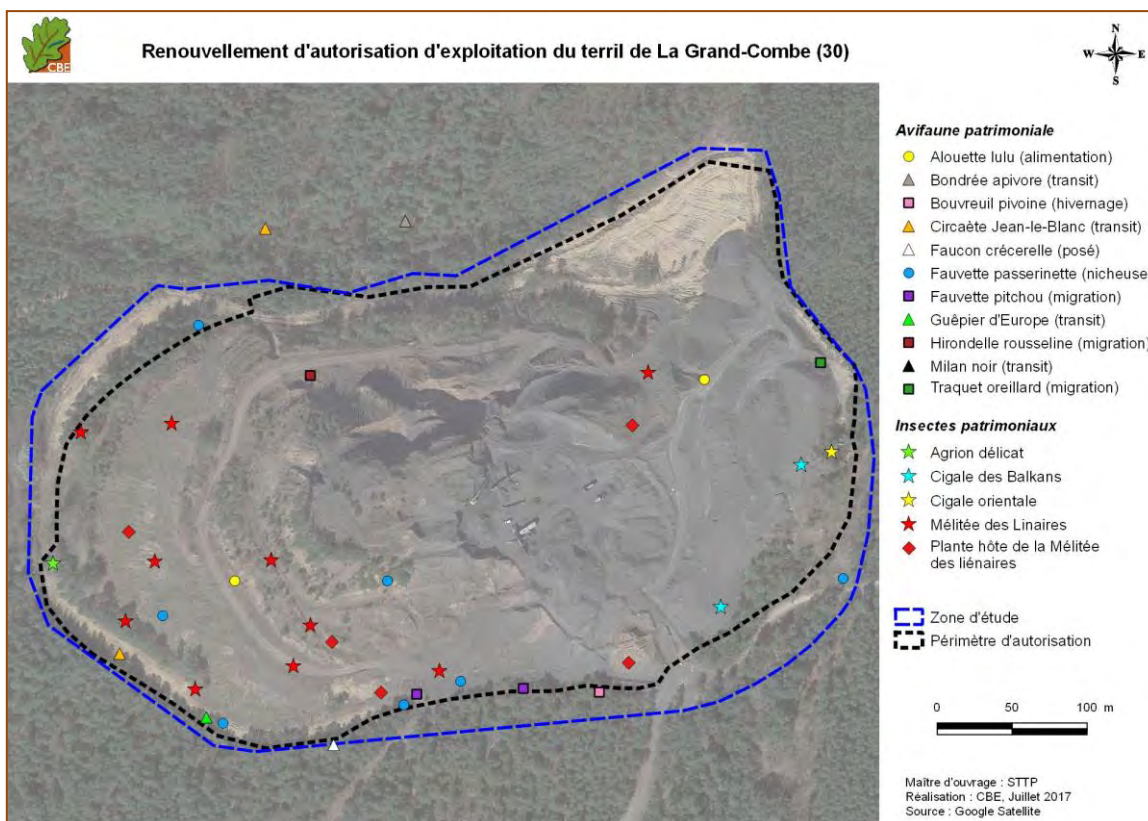 CBE
Renouvellement d'autorisation d'exploitation du terril de La Grand-Combe (30)
N
W E
S
Avifaune patrimoniale
Alouette lulu (alimentation)
Bondrée apivore (transit)
Bouvreuil pivoine (hivernage)
Circaète Jean-le-Blanc (transit)
Faucon crécerelle (posé)
Fauvette passerinette (nicheuse
Fauvette pitchou (migration)
Guêpier d'Europe (transit)
Hirondelle rousseline (migration)
Milan noir (transit)
Traquet oreillard (migration)
Insectes patrimoniaux
Agrion délicat
Cigale des Balkans
Cigale orientale
Mélitée des Linaires
Plante hôte de la Mélitée
des liénaires
Zone d'étude
Périmètre d'autorisation
0 50 100 m
Maître d'ouvrage : STTP
Réalisation : CBE, Juillet 2017
Source : Google Satellite